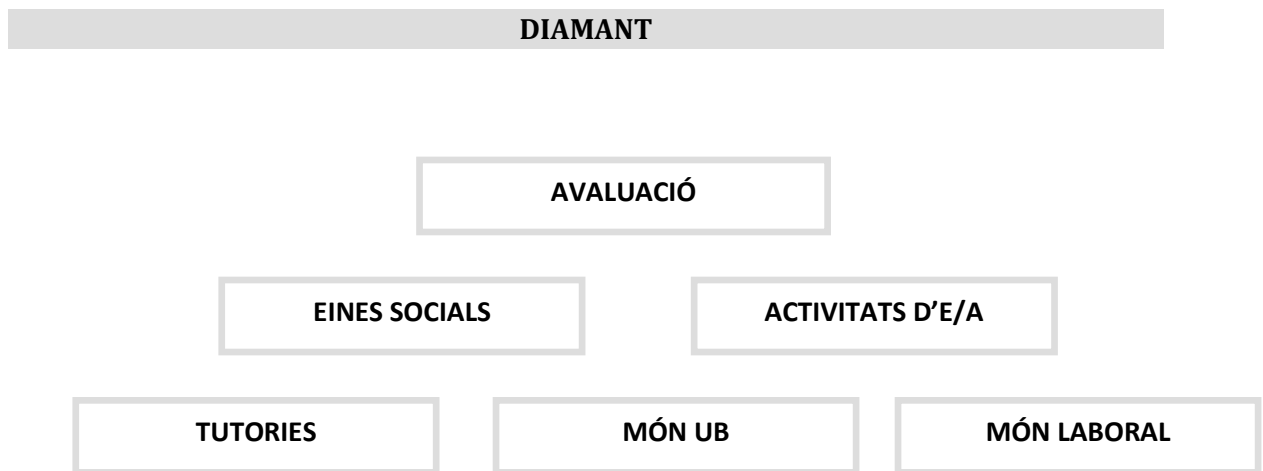 DIAMANT
AVALUACIÓ
EINES SOCIALS ACTIVITATS D’E/A
TUTORIES MÓN UB MÓN LABORAL